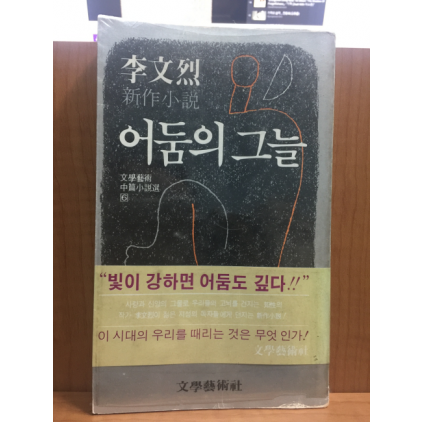 李文烈
新作小説
어둠의 그늘
文學藝術
中篇小說選
6
“빛이 강하면 어둠도 깊다!!”
이 시대의 우리를 때리는 것은 무엇 인가!
文學藝術社
文學藝術社